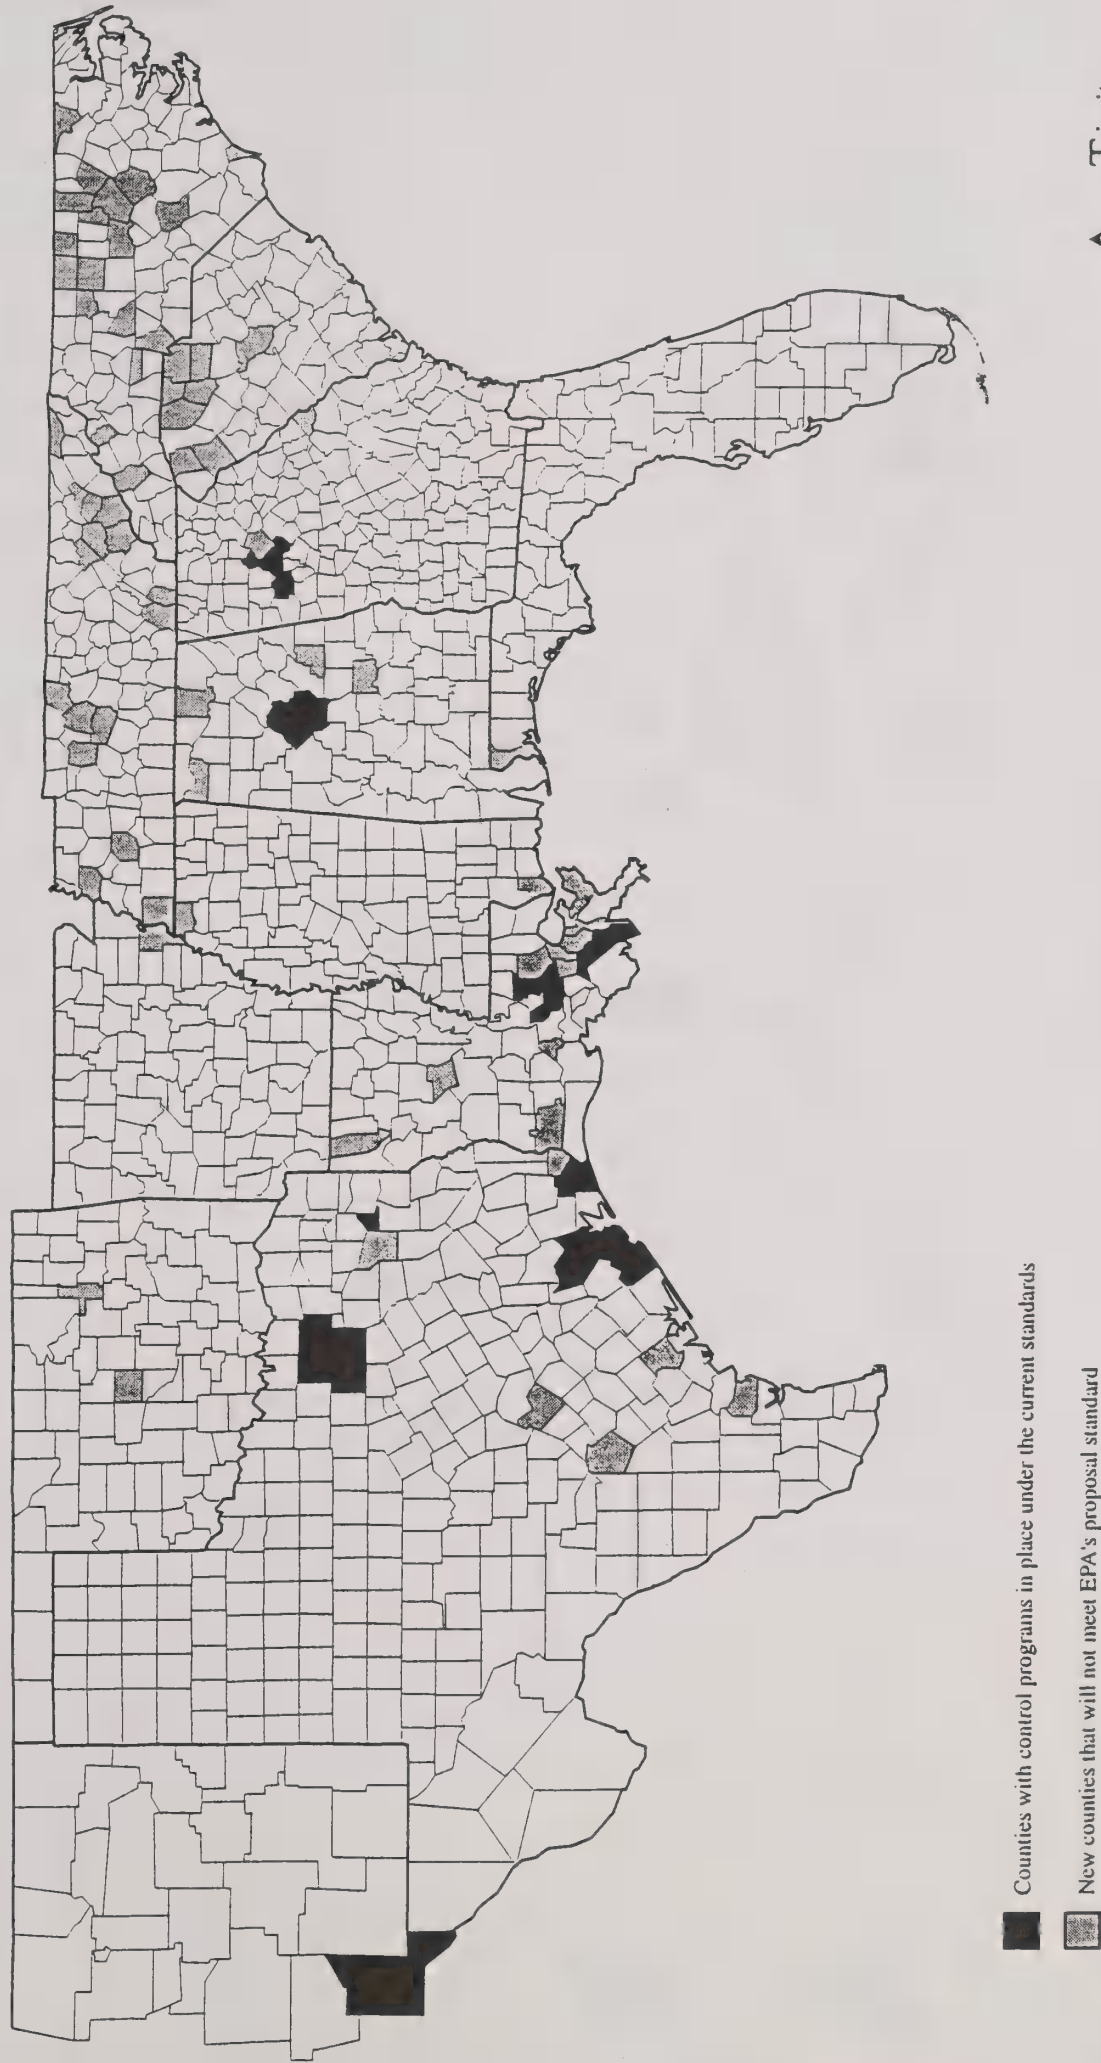 Counties with control programs in place under the current standards
New counties that will not meet EPA's proposal standard